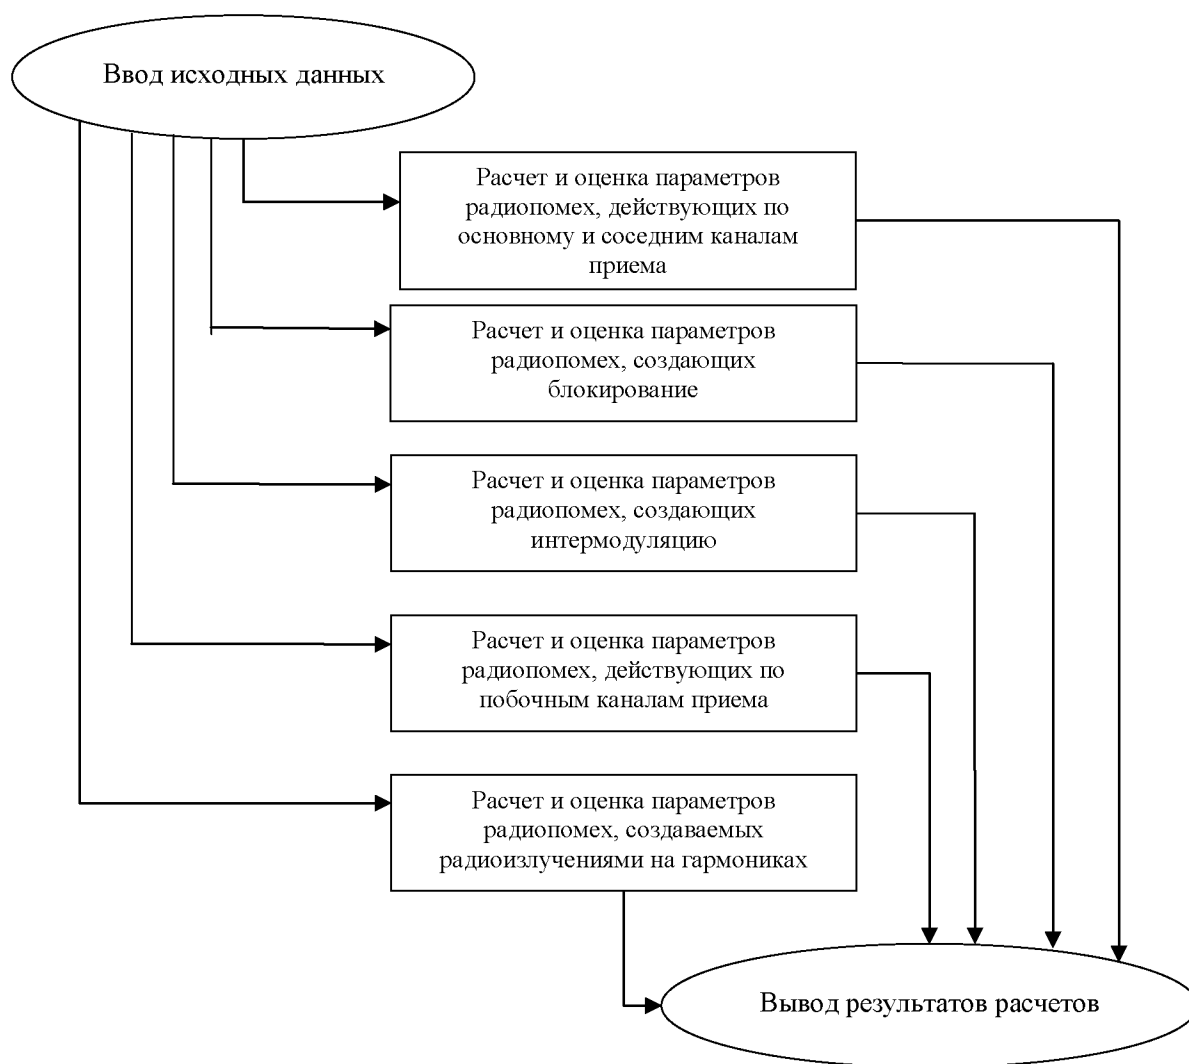 Ввод исходных данных
Расчет и оценка параметров
радиопомех, действующих по
основному и соседним каналам
приема
Расчет и оценка параметров
радиопомех, создающих
блокирование
Расчет и оценка параметров
радиопомех, создающих
интермодуляцию
Расчет и оценка параметров
радиопомех, действующих по
побочным каналам приема
Расчет и оценка параметров
радиопомех, создаваемых
радиоизлучениями на гармониках
Вывод результатов расчетов